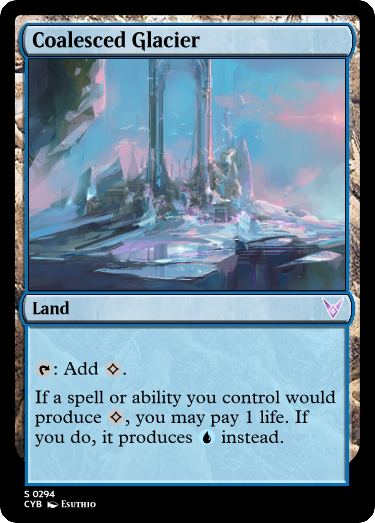 Coalesced Glacier
Land
: Add .
If a spell or ability you control would
produce , you may pay 1 life. If
you do, it produces instead.
S 0294
CYB Esuthio